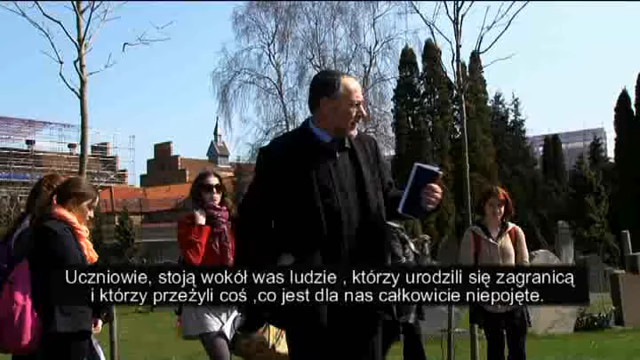 Uczniowie, stoją wokół was ludzie , którzy urodzili się zagranicą
i którzy przeżyli coś ,co jest dla nas całkowicie niepojęte.